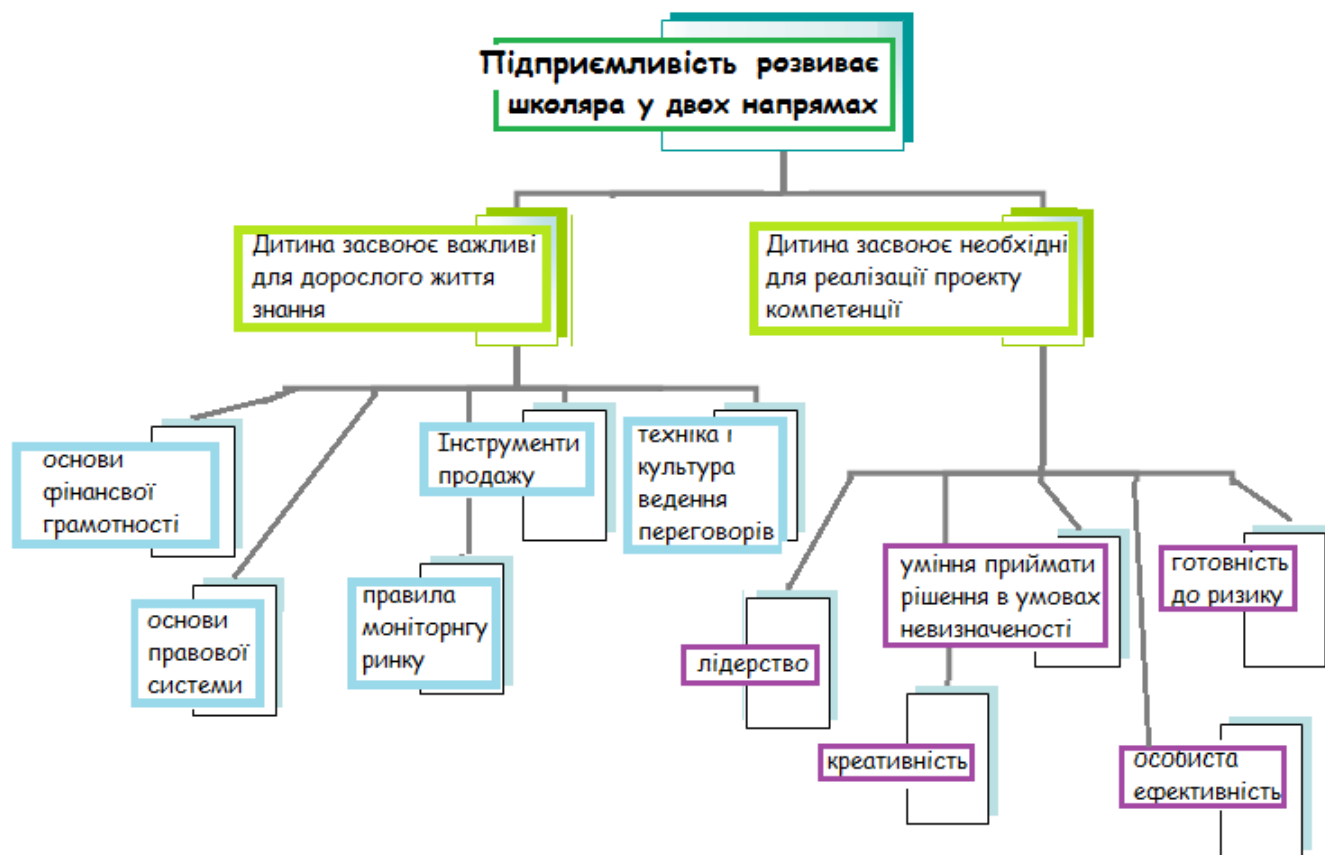 Підприємливість розвиває
школяра у двох напрямах
Дитина засвоює важливі
для дорослого життя
знання
Дитина засвоює необхідні
для реалізації проекту
компетенції
основи
фінансвої
грамотності
основи
правової
системи
Інструменти
продажу
правила
моніторнгу
ринку
техніка і
культура
ведення
переговорів
лідерство
креативність
уміння приймати
рішення в умовах
невизначеності
особиста
ефективність
готовність
до ризику